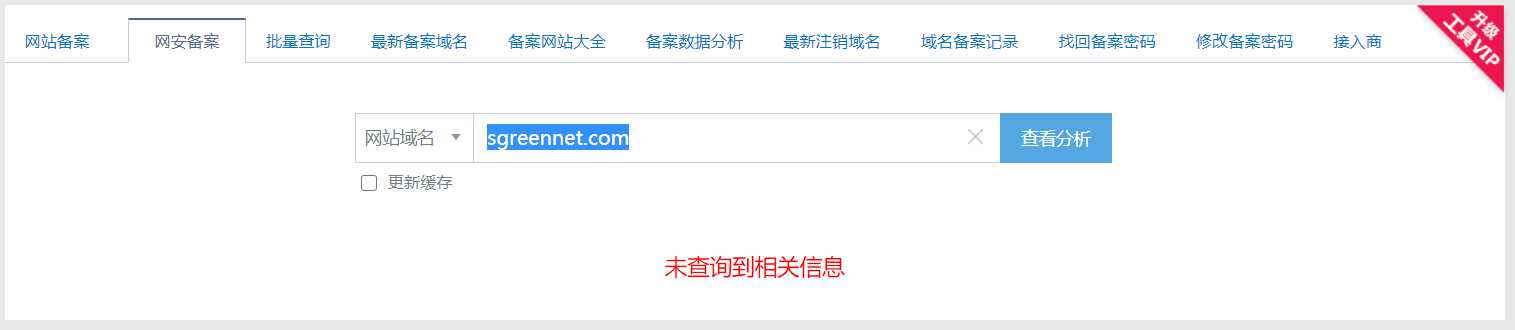 网站备案 网安备案 批量查询 最新备案域名 备案网站大全 备案数据分析 最新注销域名 域名备案记录 找回备案密码 修改备案密码 接入商
升级
工具VIP
网站域名 sgreennet.com 查看分析
更新缓存
未查询到相关信息